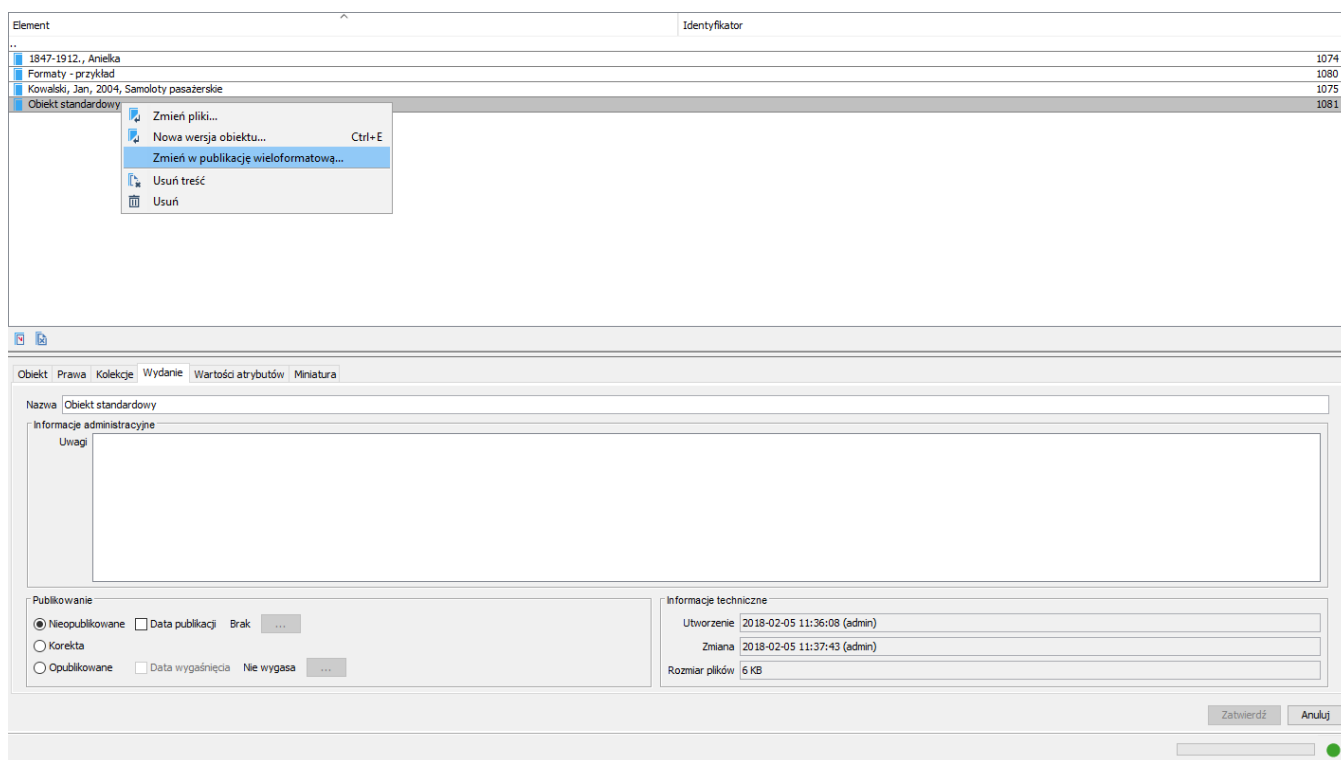 Element Identyfikator
..
1847-1912., Anielka 1074
Formaty - przykład 1080
Kowalski, Jan, 2004, Samoloty pasażerskie 1075
Obiekt standardowy 1081
Zmień pliki...
Nowa wersja obiektu... Ctrl+E
Zmień w publikację wieloformatową...
Usuń treść
Usuń
Obiekt Prawa Kolekcje Wydanie Wartości atrybutów Miniatura
Nazwa Obiekt standardowy
Informacje administracyjne
Uwagi
Publikowanie Informacje techniczne
Nieopublikowane Data publikacji Brak ... Utworzenie 2018-02-05 11:36:08 (admin)
Korekta Zmiana 2018-02-05 11:37:43 (admin)
Opublikowane Data wygaśnięcia Nie wygasa ... Rozmiar plików 6 KB
Zatwierdź Anuluj